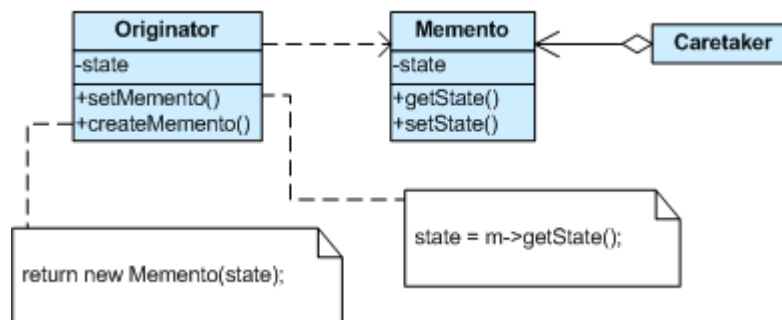 Originator
-state
+setMemento()
+createMemento()
Memento
-state
+getState()
+setState()
Caretaker
return new Memento(state);
state = m->getState();